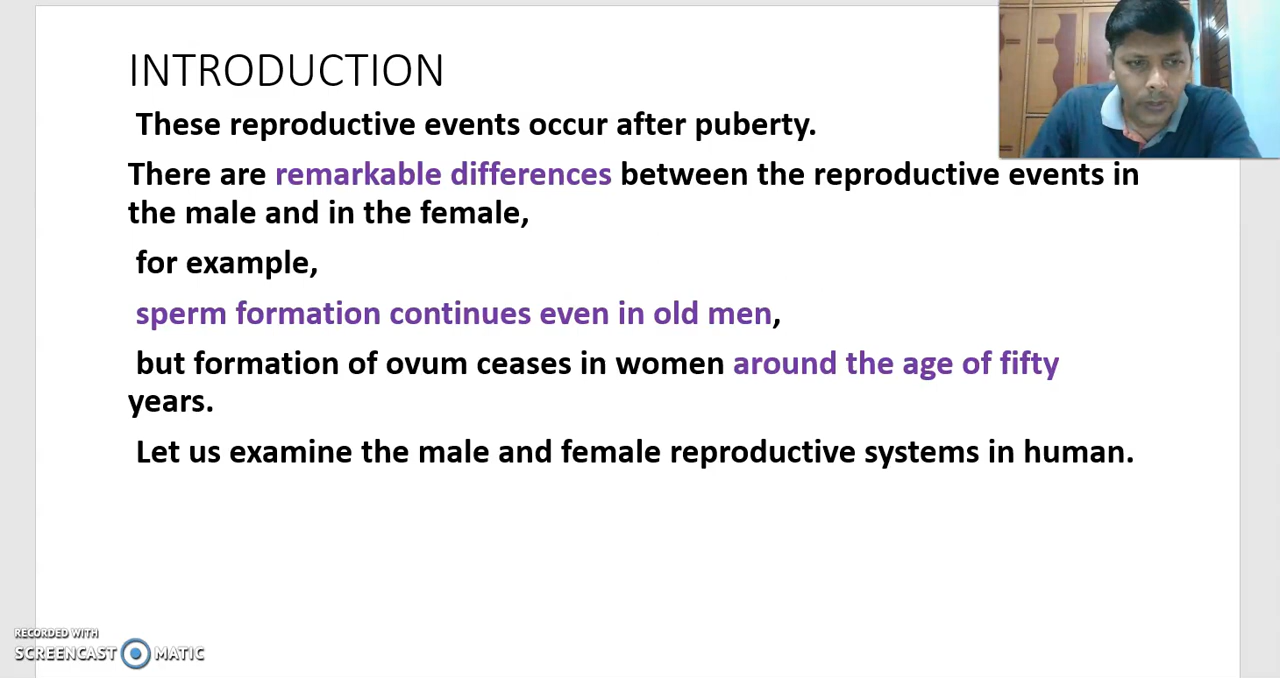 INTRODUCTION
These reproductive events occur after puberty.
There are remarkable differences between the reproductive events in
the male and in the female,
for example,
sperm formation continues even in old men,
but formation of ovum ceases in women around the age of fifty
years.
Let us examine the male and female reproductive systems in human.
RECORDED WITH
SCREENCAST MATIC